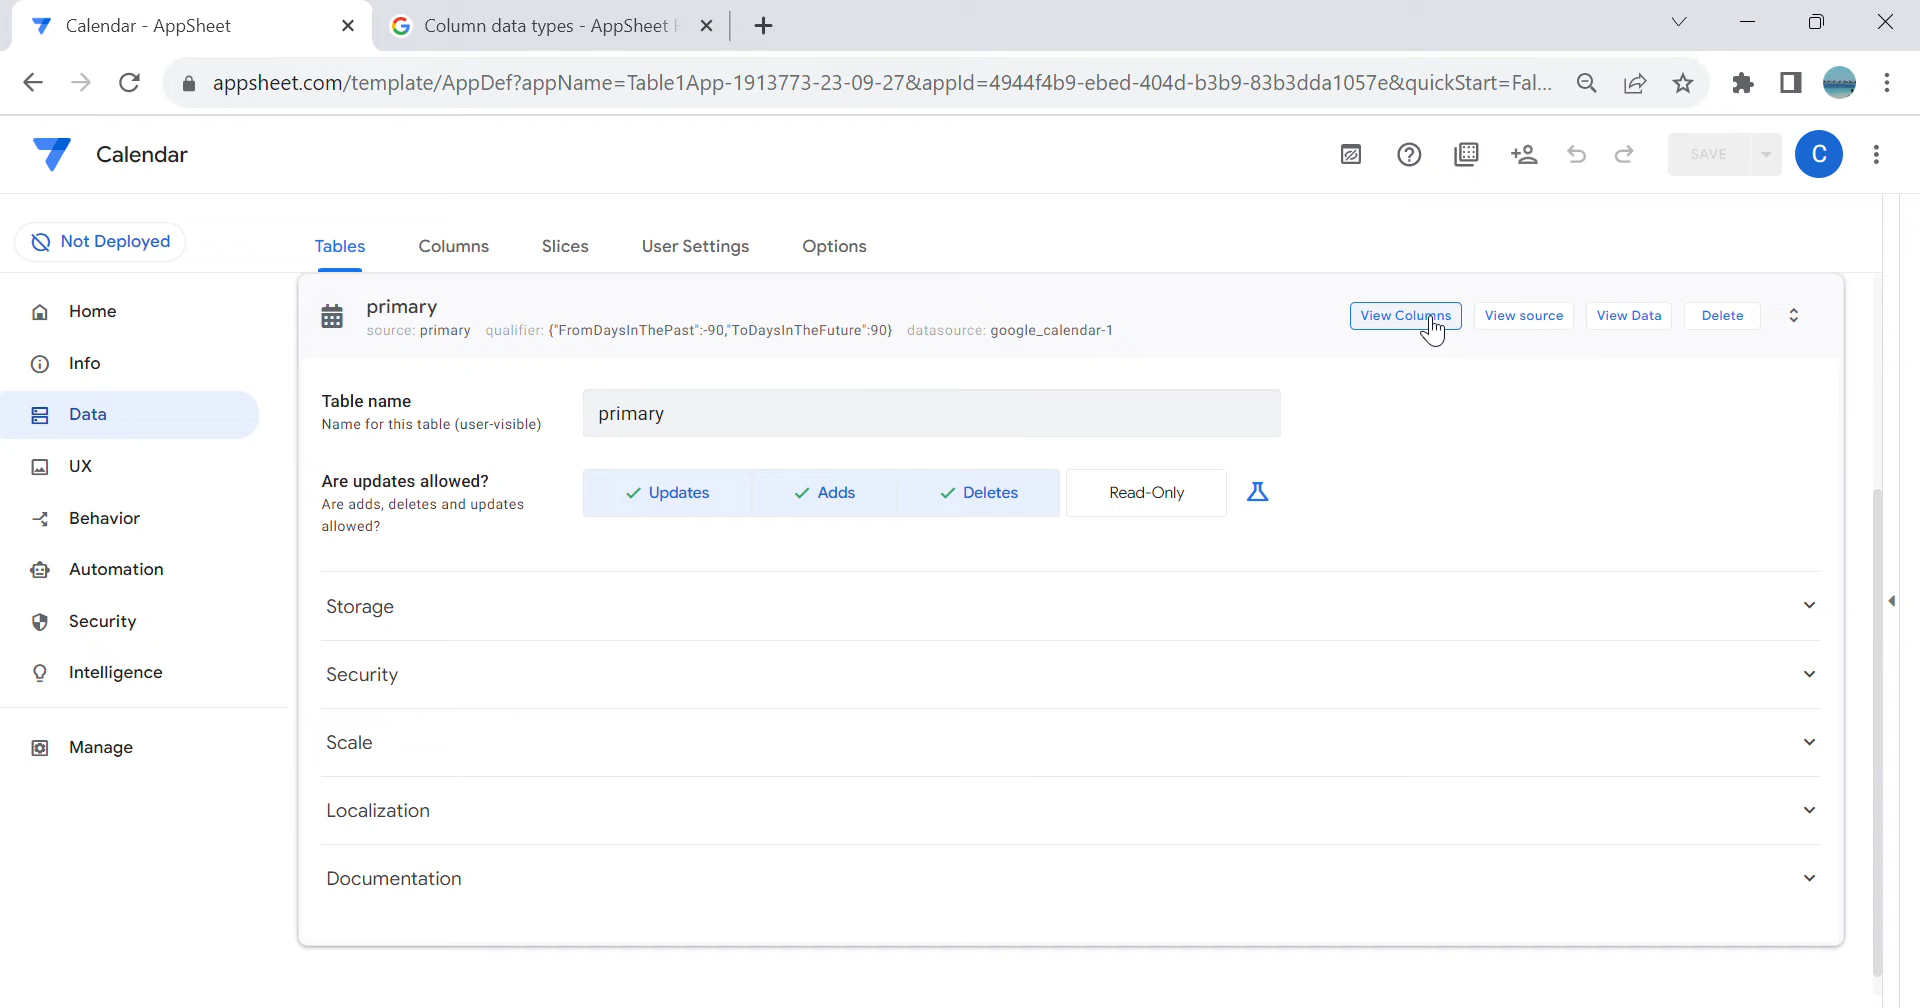 Calendar - AppSheet
Column data types - AppSheet
appsheet.com/template/AppDef?appName=Table1App-1913773-23-09-27&appId=4944f4b9-ebed-404d-b3b9-83b3dda1057e&quickStart=Fal...
Calendar
SAVE
C
Not Deployed
Tables
Columns
Slices
User Settings
Options
Home
Info
Data
UX
Behavior
Automation
Security
Intelligence
Manage
primary
source: primary qualifier: {"FromDaysInThePast":-90,"ToDaysInTheFuture":90} datasource: google_calendar-1
View Columns
View source
View Data
Delete
Table name
Name for this table (user-visible)
primary
Are updates allowed?
Are adds, deletes and updates
allowed?
Updates
Adds
Deletes
Read-Only
Storage
Security
Scale
Localization
Documentation